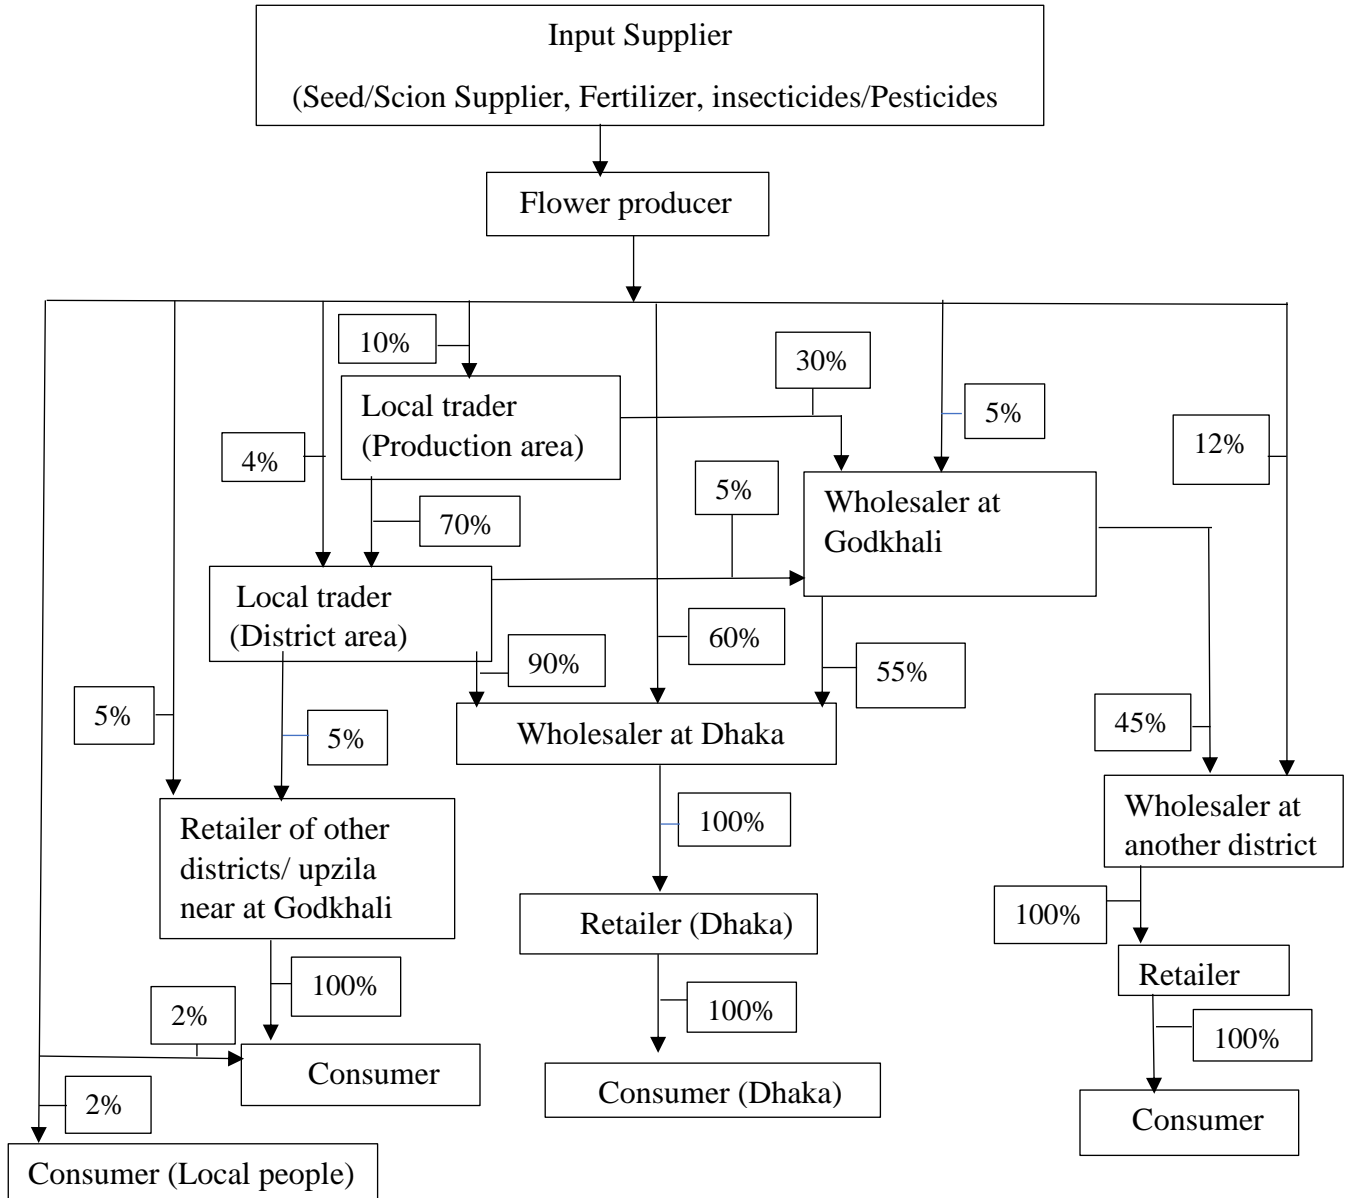 Input Supplier
(Seed/Scion Supplier, Fertilizer, insecticides/Pesticides
Flower producer
10%
30%
Local trader
(Production area)
5%
12%
4%
5%
70%
Wholesaler at
Godkhali
Local trader
(District area)
60%
90%
55%
5%
5%
45%
Wholesaler at Dhaka
Retailer of other
districts/ upzila
near at Godkhali
100%
Wholesaler at
another district
100%
Retailer (Dhaka)
Retailer
100%
2%
100%
100%
Consumer
Consumer (Dhaka)
2%
Consumer
Consumer (Local people)